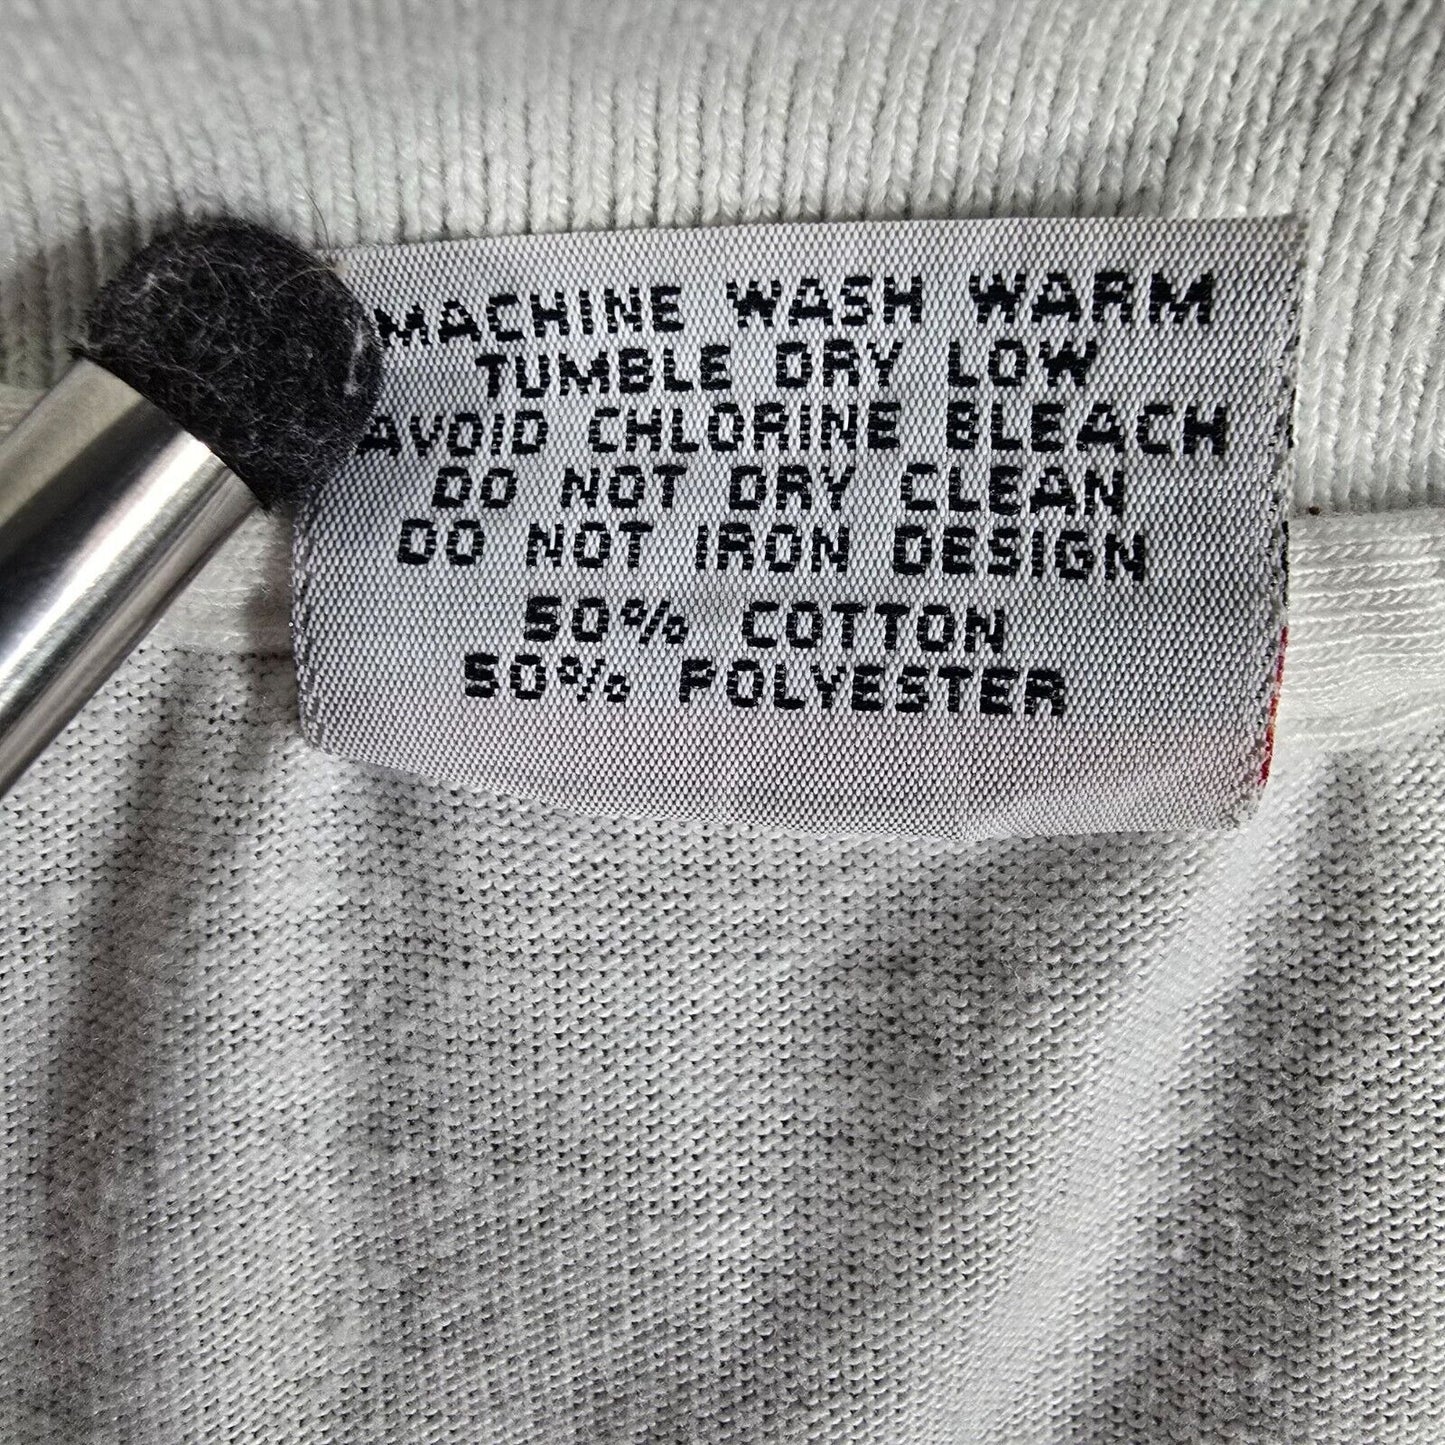 MACHINE WASH WARM
TUMBLE DRY LOW
AVOID CHLORINE BLEACH
DO NOT DRY CLEAN
DO NOT IRON DESIGN
50% COTTON
50% POLYESTER